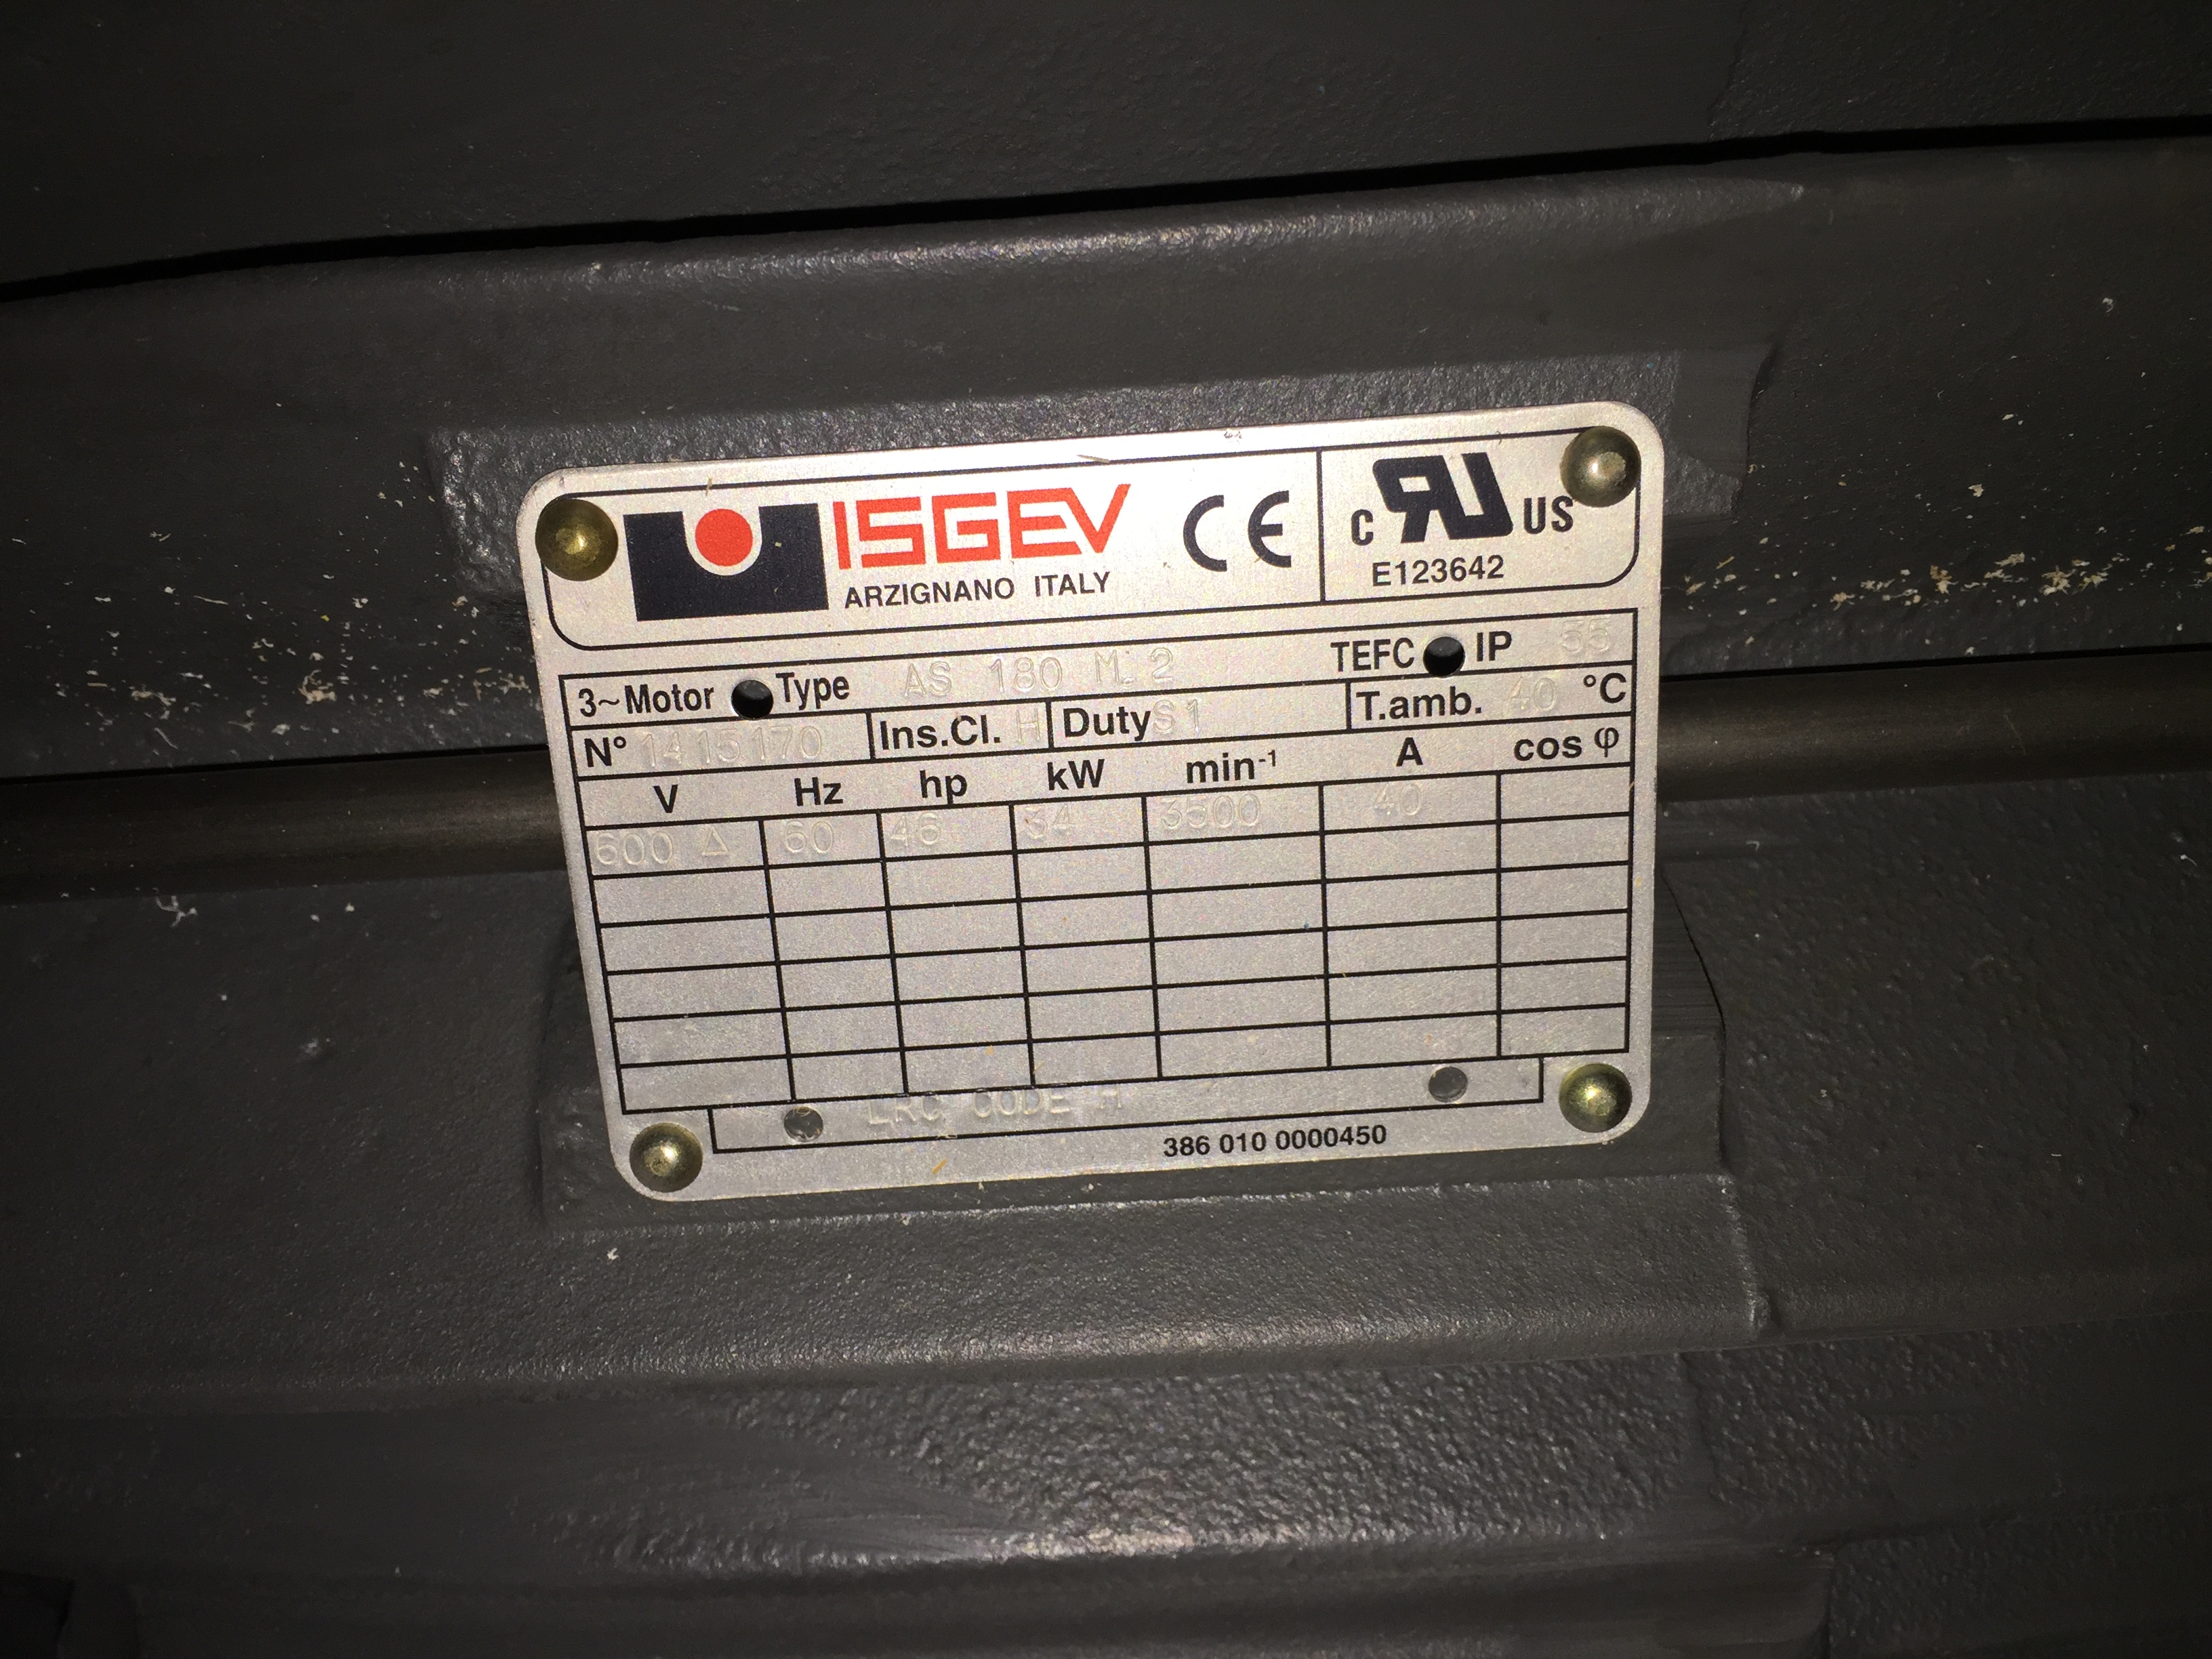 ISGEV CE
ARZIGNANO ITALY
c RU US
E123642
3~Motor Type AS 180 M 2 TEFC IP 55
N° 1415170 Ins.Cl. H Duty S1 T.amb. 40 °C
V Hz hp kW min-1 A cos φ
600 Δ 60 46 34 3500 40
LRC CODE H
386 010 0000450